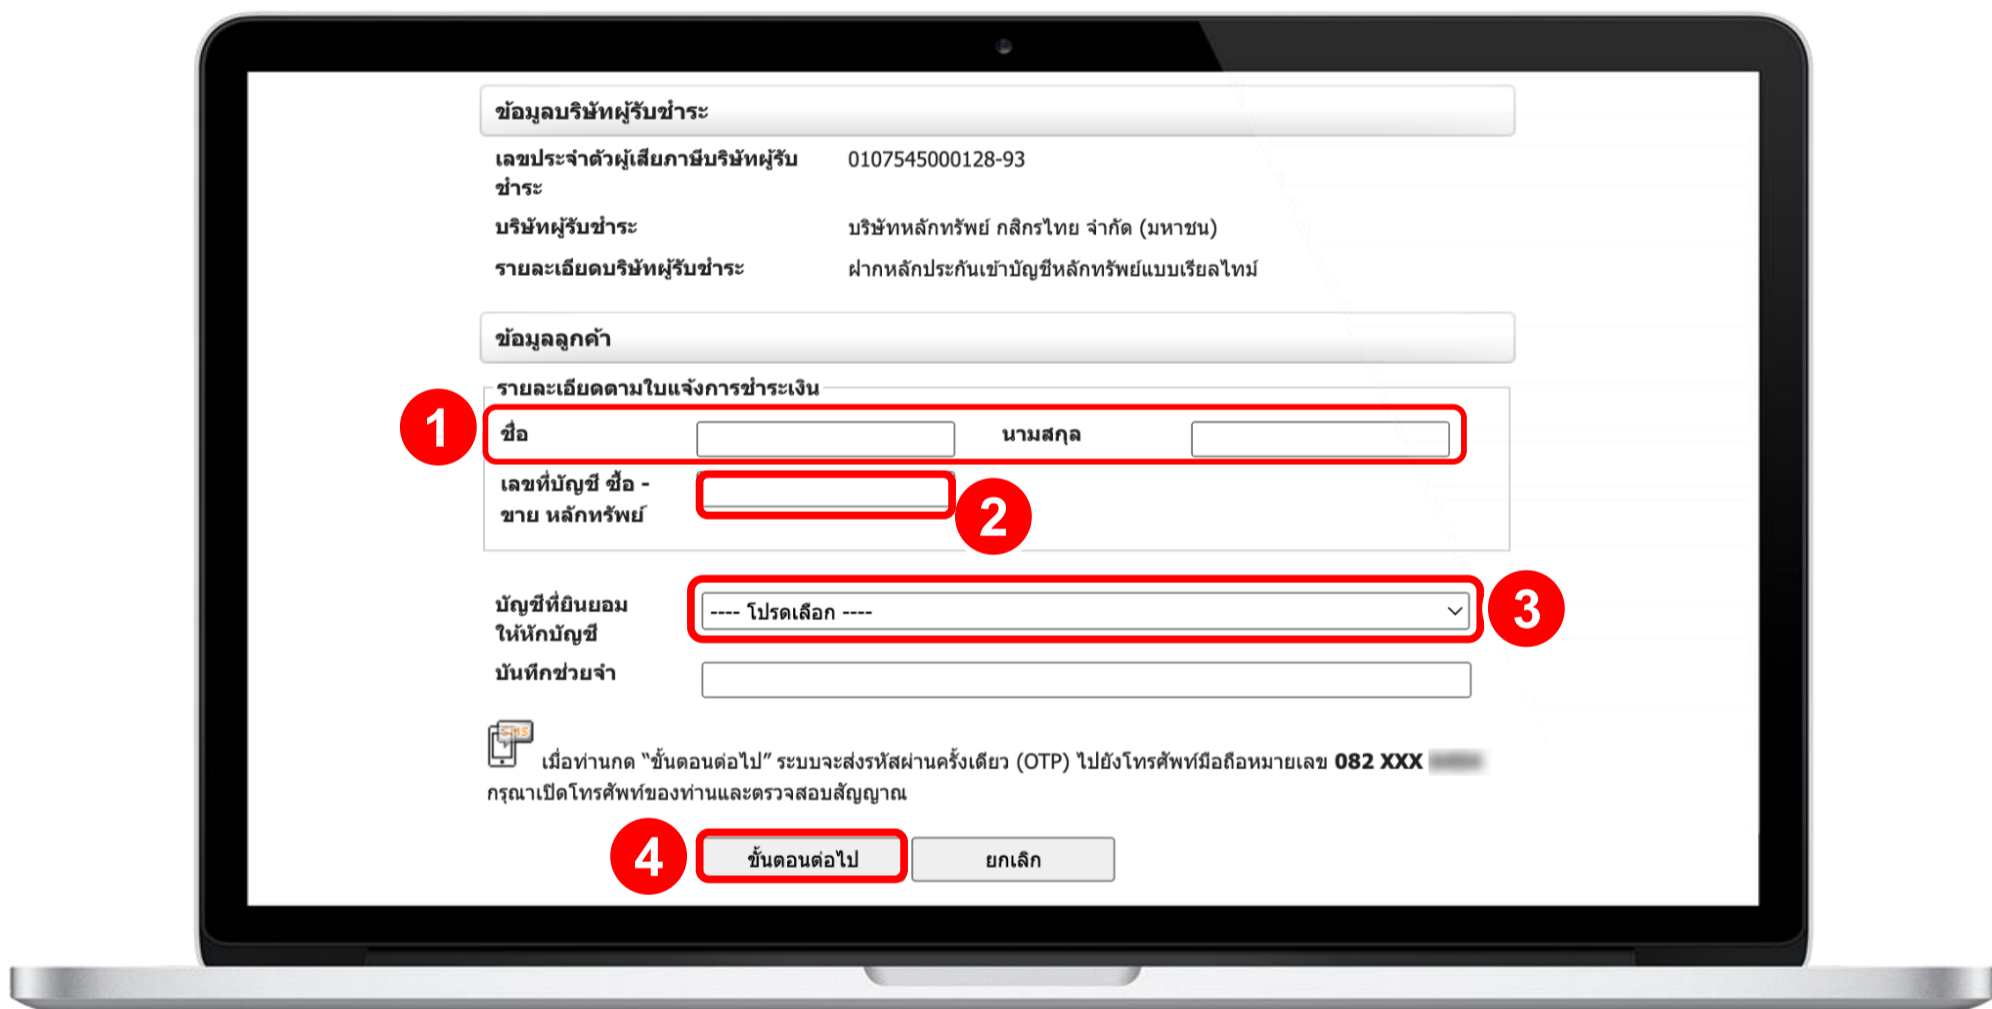 ข้อมูลบริษัทผู้รับชำระ
เลขประจำตัวผู้เสียภาษีบริษัทผู้รับ 0107545000128-93
ชำระ
บริษัทผู้รับชำระ บริษัทหลักทรัพย์ กสิกรไทย จำกัด (มหาชน)
รายละเอียดบริษัทผู้รับชำระ ฝากหลักประกันเข้าบัญชีหลักทรัพย์แบบเรียลไทม์
ข้อมูลลูกค้า
รายละเอียดตามใบแจ้งการชำระเงิน
1 ชื่อ นามสกุล
เลขที่บัญชี ซื้อ -
ขาย หลักทรัพย์
2
บัญชีที่ยินยอม
ให้หักบัญชี
---- โปรดเลือก ---- 3
บันทึกช่วยจำ
SMS
เมื่อท่านกด “ขั้นตอนต่อไป” ระบบจะส่งรหัสผ่านครั้งเดียว (OTP) ไปยังโทรศัพท์มือถือหมายเลข 082 XXX
กรุณาเปิดโทรศัพท์ของท่านและตรวจสอบสัญญาณ
4 ขั้นตอนต่อไป ยกเลิก